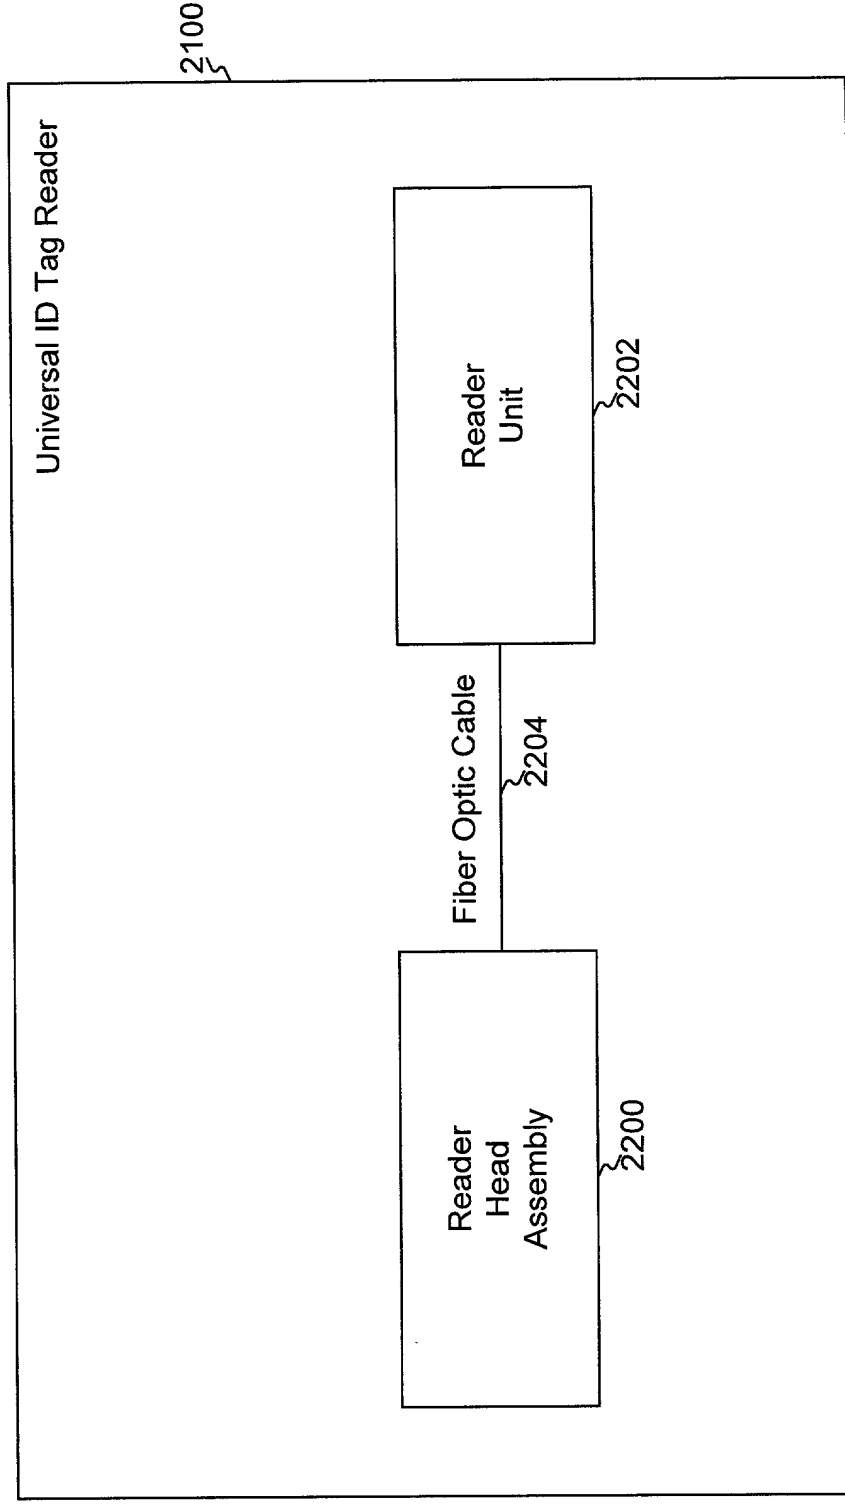 2100
Universal ID Tag Reader
Reader
Head
Assembly
2200
Fiber Optic Cable
2204
Reader
Unit
2202